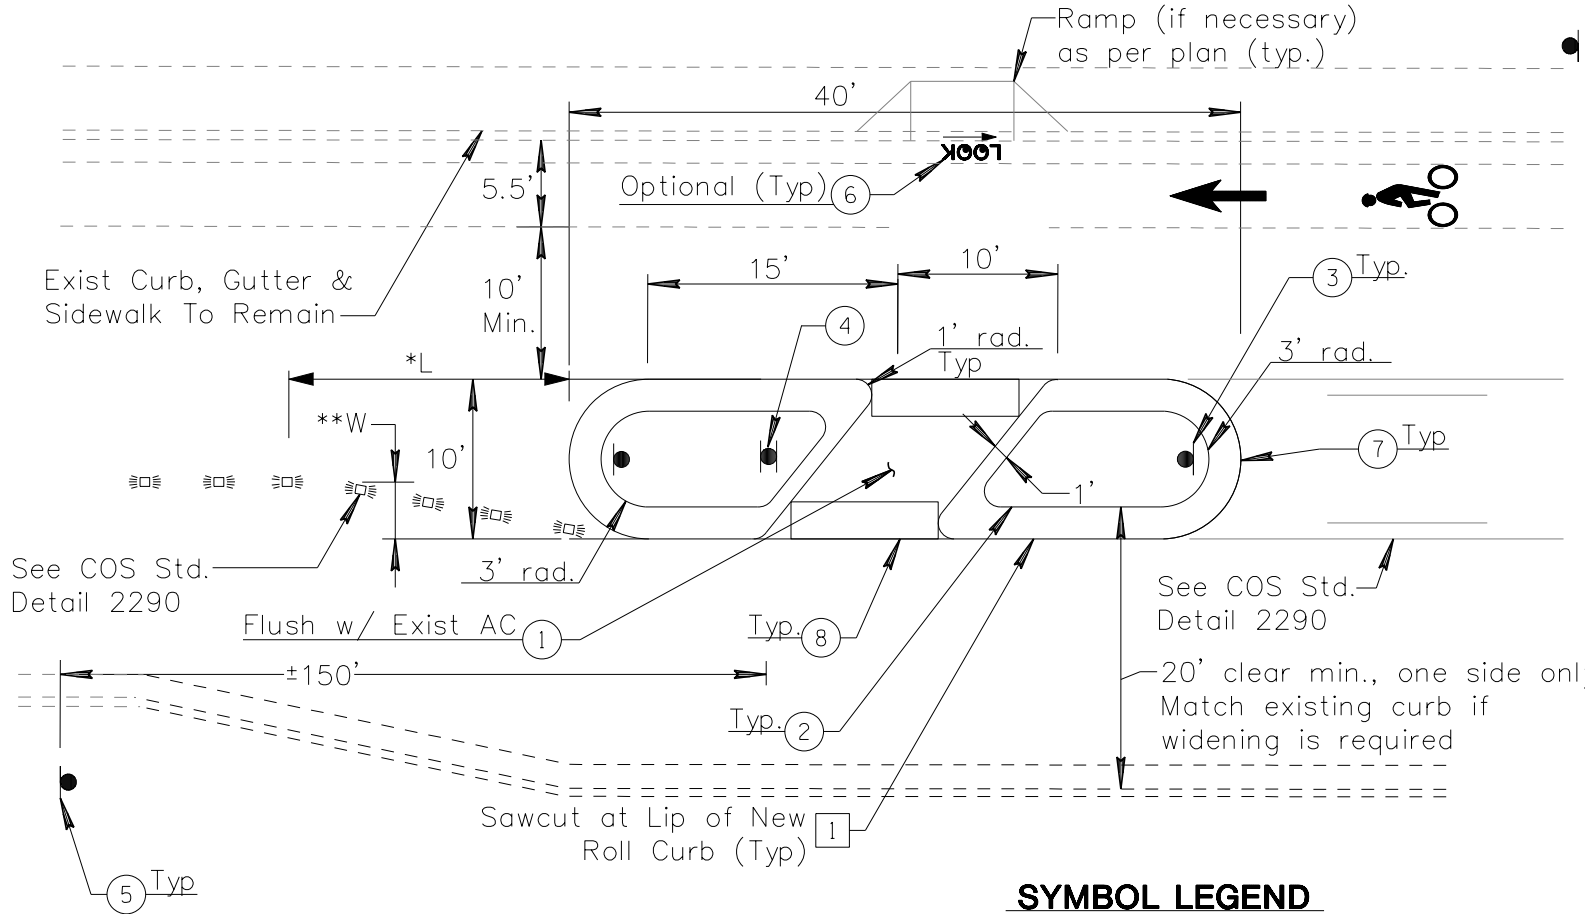 Ramp (if necessary)
as per plan (typ.)
40'
LOOK
5.5'
Optional (Typ) 6
Exist Curb, Gutter &
Sidewalk To Remain
10'
Min.
15'
10'
3 Typ.
4
1' rad.
Typ
3' rad.
*L
**W
10'
7 Typ
1'
See COS Std.
Detail 2290
3' rad.
Flush w/ Exist AC 1
Typ. 8
See COS Std.
Detail 2290
±150'
20' clear min., one side onl
Match existing curb if
widening is required
Typ. 2
Sawcut at Lip of New 1
Roll Curb (Typ)
5 Typ
SYMBOL LEGEND